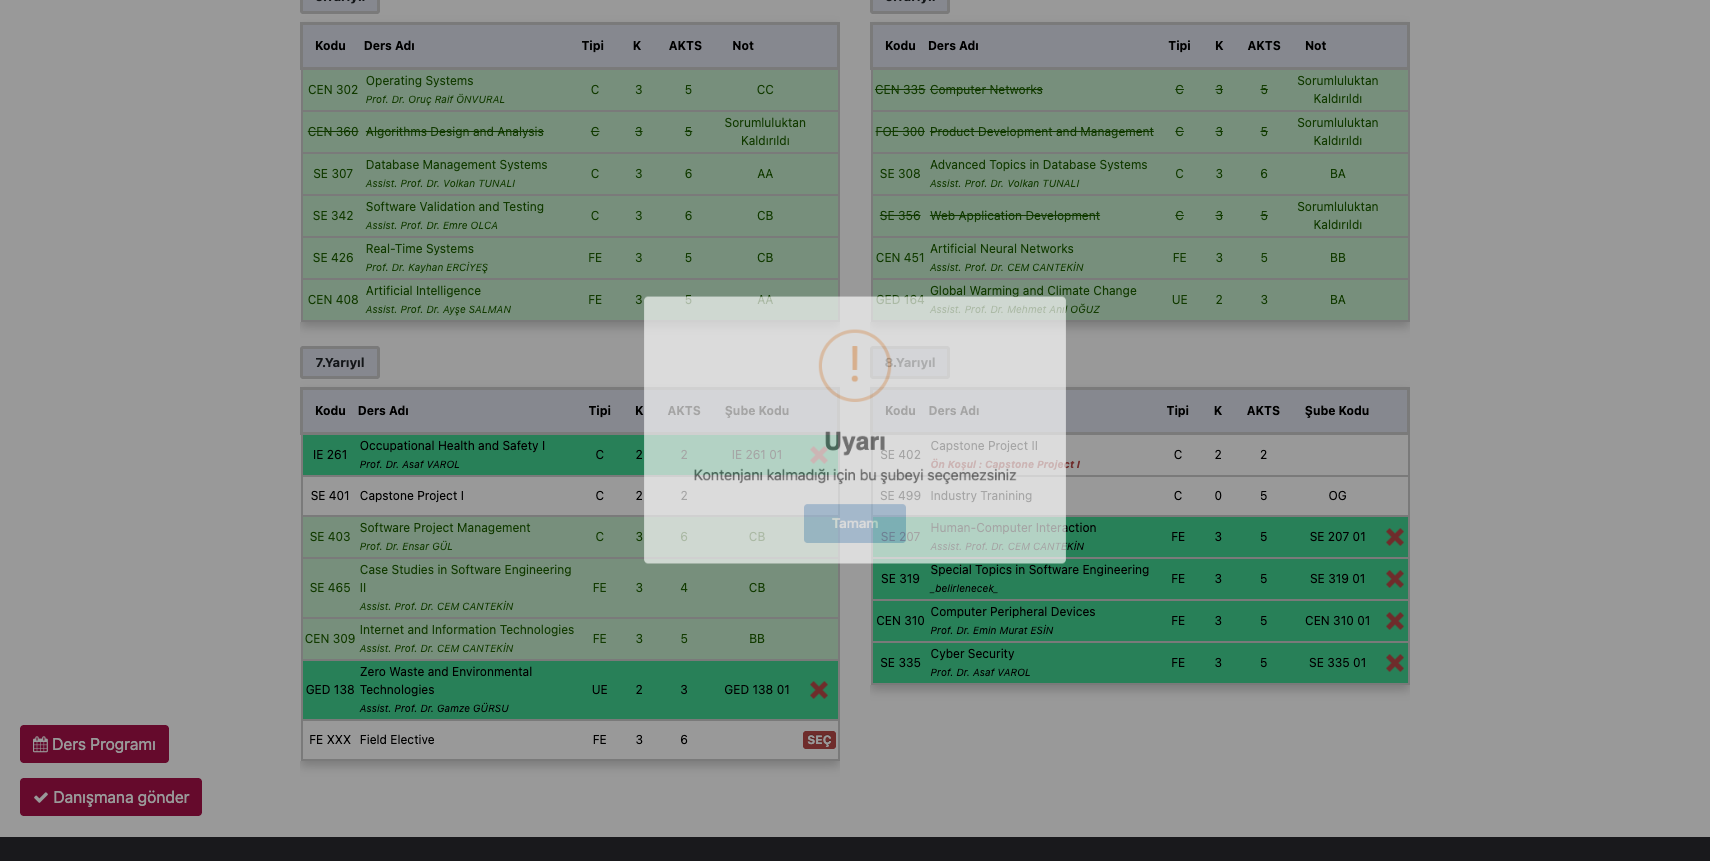 Kodu Ders Adı Tipi K AKTS Not
CEN 302 Operating Systems C 3 5 CC
Prof. Dr. Oruç Raif ÖNVURAL
CEN 360 Algorithms Design and Analysis C 3 5 Sorumluluktan Kaldırıldı
SE 307 Database Management Systems C 3 6 AA
Assist. Prof. Dr. Volkan TUNALI
SE 342 Software Validation and Testing C 3 6 CB
Assist. Prof. Dr. Emre OLCA
SE 426 Real-Time Systems FE 3 5 CB
Prof. Dr. Kayhan ERCİYEŞ
CEN 408 Artificial Intelligence FE 3 5 AA
Assist. Prof. Dr. Ayşe SALMAN
Kodu Ders Adı Tipi K AKTS Not
CEN 335 Computer Networks C 3 5 Sorumluluktan Kaldırıldı
FOE 300 Product Development and Management C 3 5 Sorumluluktan Kaldırıldı
SE 308 Advanced Topics in Database Systems C 3 6 BA
Assist. Prof. Dr. Volkan TUNALI
SE 356 Web Application Development C 3 5 Sorumluluktan Kaldırıldı
CEN 451 Artificial Neural Networks FE 3 5 BB
Assist. Prof. Dr. CEM CANTEKİN
GED 164 Global Warming and Climate Change UE 2 3 BA
Assist. Prof. Dr. Mehmet Anıl OĞUZ
7.Yarıyıl
Kodu Ders Adı Tipi K AKTS Şube Kodu
IE 261 Occupational Health and Safety I C 2 2 IE 261 01
Prof. Dr. Asaf VAROL
SE 401 Capstone Project I C 2 2
SE 403 Software Project Management C 3 6 CB
Prof. Dr. Ensar GÜL
SE 465 Case Studies in Software Engineering II FE 3 4 CB
Assist. Prof. Dr. CEM CANTEKİN
CEN 309 Internet and Information Technologies FE 3 5 BB
Assist. Prof. Dr. CEM CANTEKİN
GED 138 Zero Waste and Environmental Technologies UE 2 3 GED 138 01
Assist. Prof. Dr. Gamze GÜRSU
FE XXX Field Elective FE 3 6 SEÇ
8.Yarıyıl
Kodu Ders Adı Tipi K AKTS Şube Kodu
SE 402 Capstone Project II C 2 2
Ön Koşul : Capstone Project I
SE 499 Industry Tranining C 0 5 OG
SE 207 Human-Computer Interaction FE 3 5 SE 207 01
Assist. Prof. Dr. CEM CANTEKİN
SE 319 Special Topics in Software Engineering FE 3 5 SE 319 01
_belirlenecek_
CEN 310 Computer Peripheral Devices FE 3 5 CEN 310 01
Prof. Dr. Emin Murat ESİN
SE 335 Cyber Security FE 3 5 SE 335 01
Prof. Dr. Asaf VAROL
Uyarı
Kontenjanı kalmadığı için bu şubeyi seçemezsiniz
Tamam
Ders Programı
Danışmana gönder